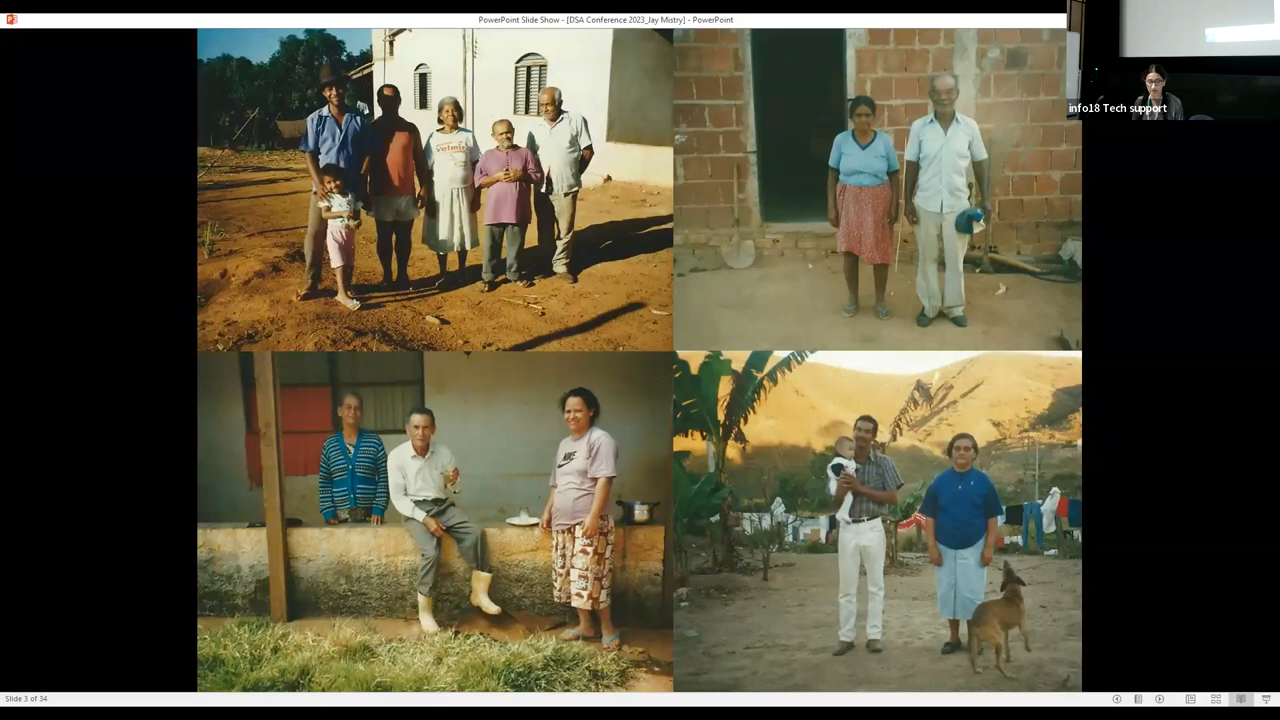 PowerPoint Slide Show - [DSA Conference 2023_Jay Mistry] - PowerPoint
info18 Tech support
NIKE
Slide 3 of 34